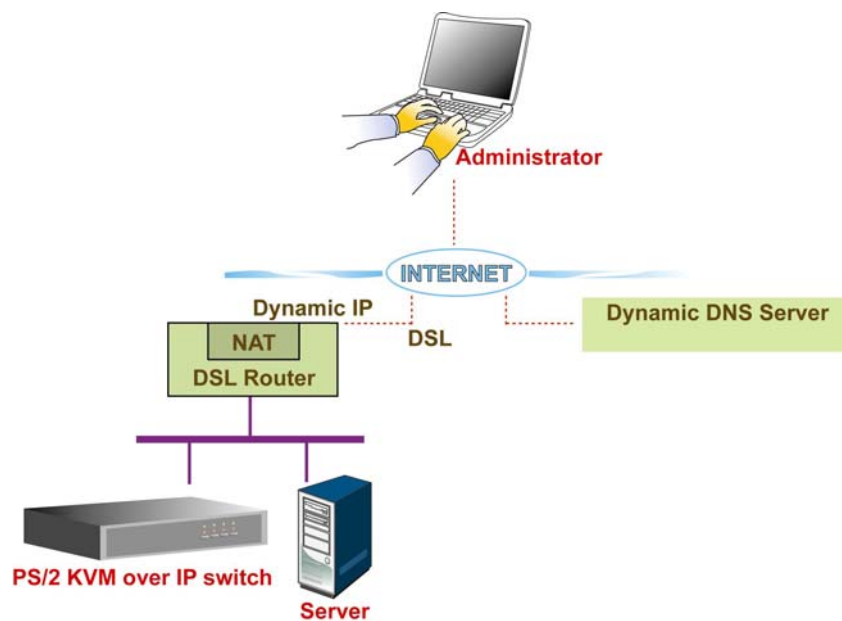 Administrator
INTERNET
Dynamic IP
Dynamic DNS Server
NAT
DSL
DSL Router
PS/2 KVM over IP switch
Server